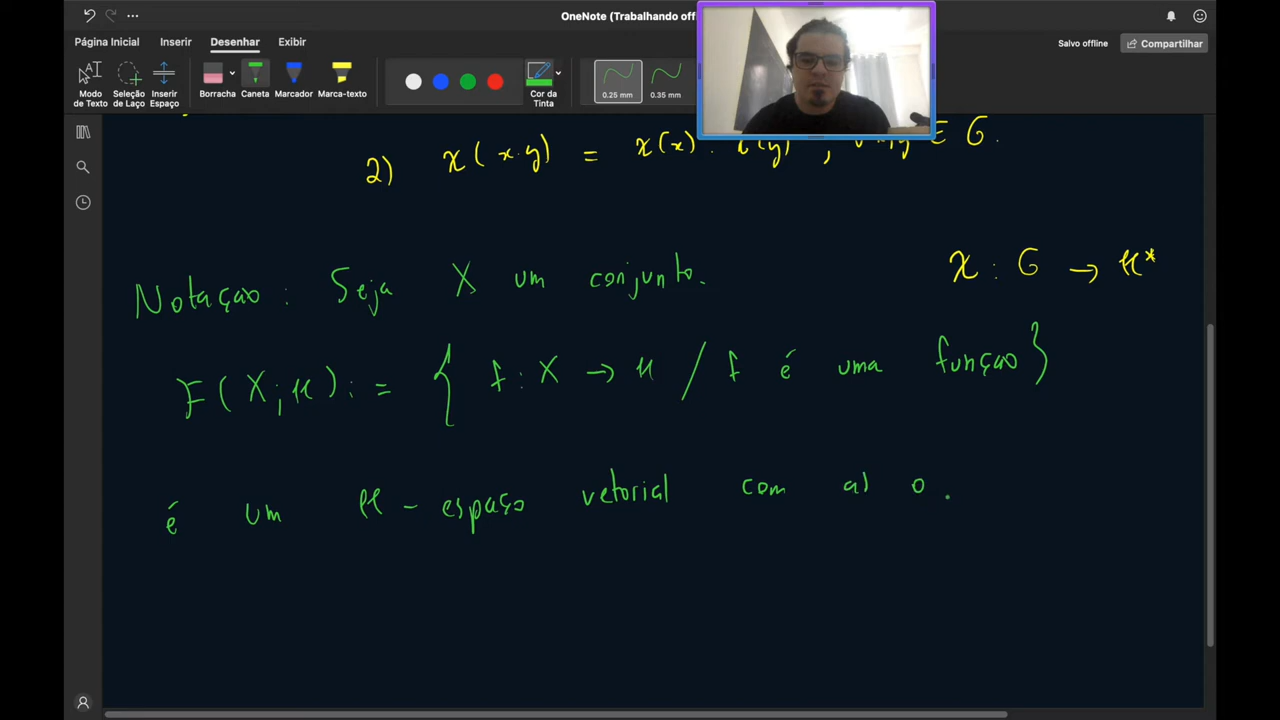 OneNote (Trabalhando off
Página Inicial Inserir Desenhar Exibir
Salvo offline Compartilhar
Modo de Texto
Seleção de Laço
Inserir Espaço
Borracha
Caneta
Marcador
Marca-texto
Cor da Tinta
0.25 mm
0.35 mm
2) χ(x.y) = χ(x).χ(y), ∀x,y ∈ G.
χ : G → K*
Notação: Seja X um conjunto.
F(X;K) := { f: X → K / f é uma função}
é um K-espaço vetorial com as o.